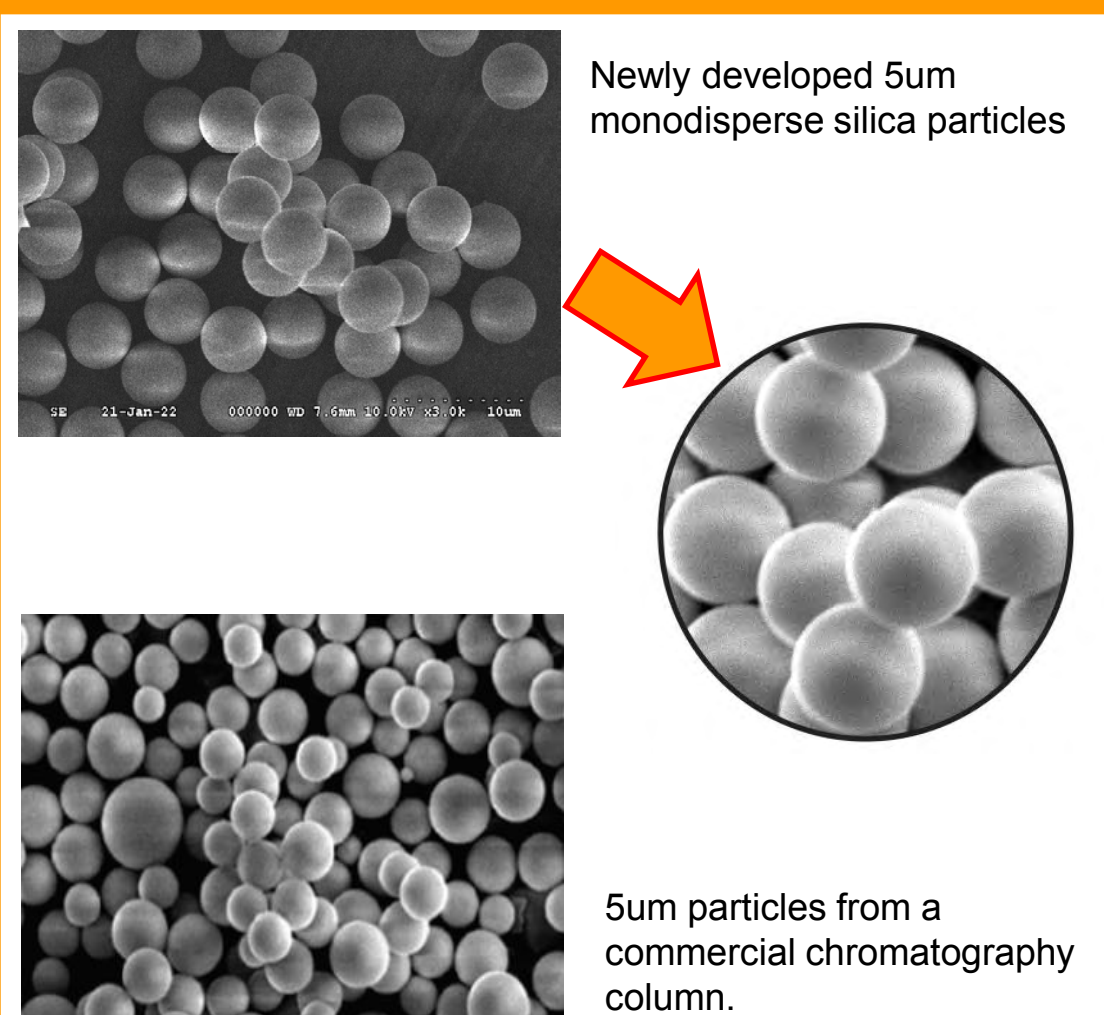 Newly developed 5um
monodisperse silica particles
SE 21-Jan-22 000000 WD 7.6mm 10.0kV x3.0k 10um
5um particles from a
commercial chromatography
column.